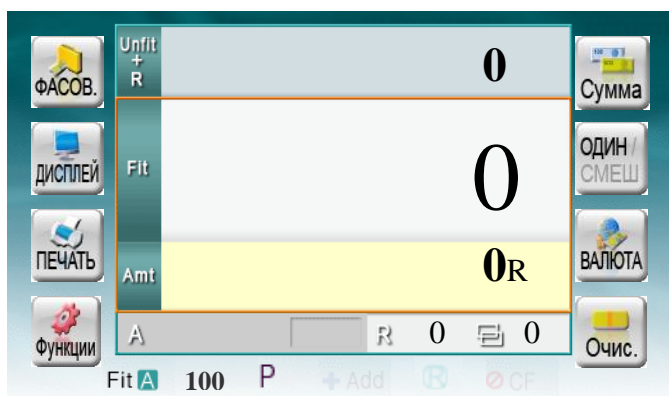 ФАСОВ.
Unfit + R
0
Сумма
ДИСПЛЕЙ
Fit
0
ОДИН / СМЕШ
ПЕЧАТЬ
Amt
0R
ВАЛЮТА
Функции
A R 0 0
Очис.
Fit A 100 P + Add R CF